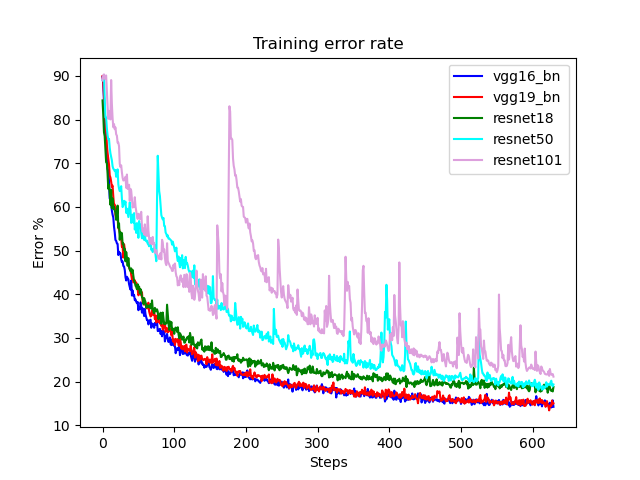 Training error rate
Error %
90
80
70
60
50
40
30
20
10
vgg16_bn
vgg19_bn
resnet18
resnet50
resnet101
0 100 200 300 400 500 600
Steps